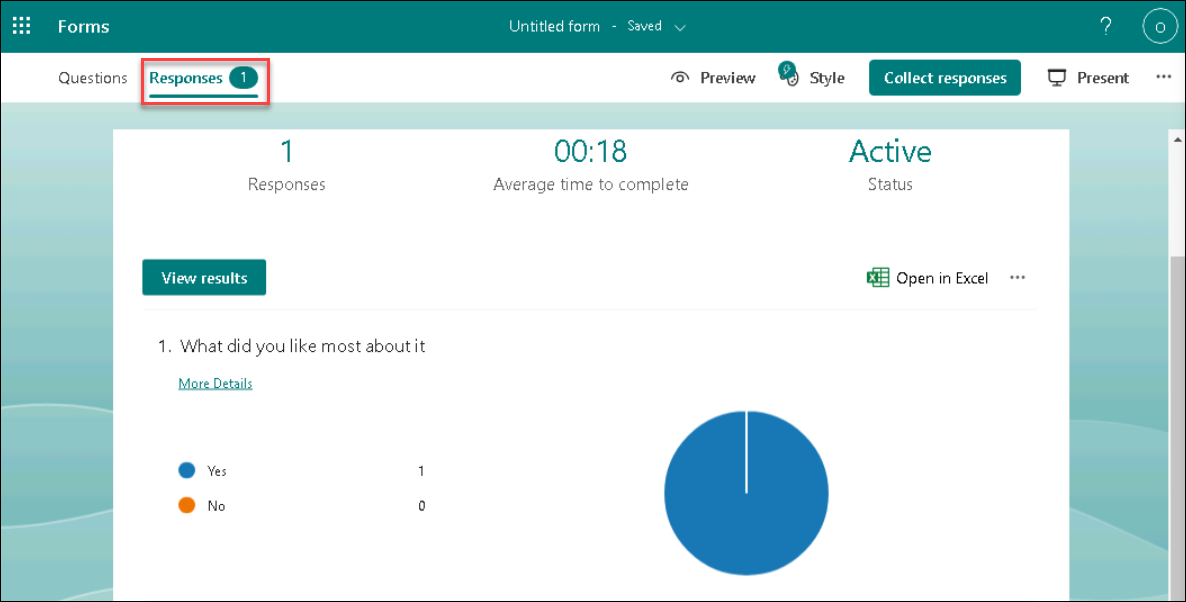 Forms
Untitled form - Saved
?
O
Questions
Responses 1
Preview
Style
Collect responses
Present
...
1
Responses
00:18
Average time to complete
Active
Status
View results
Open in Excel
...
1. What did you like most about it
More Details
Yes 1
No 0